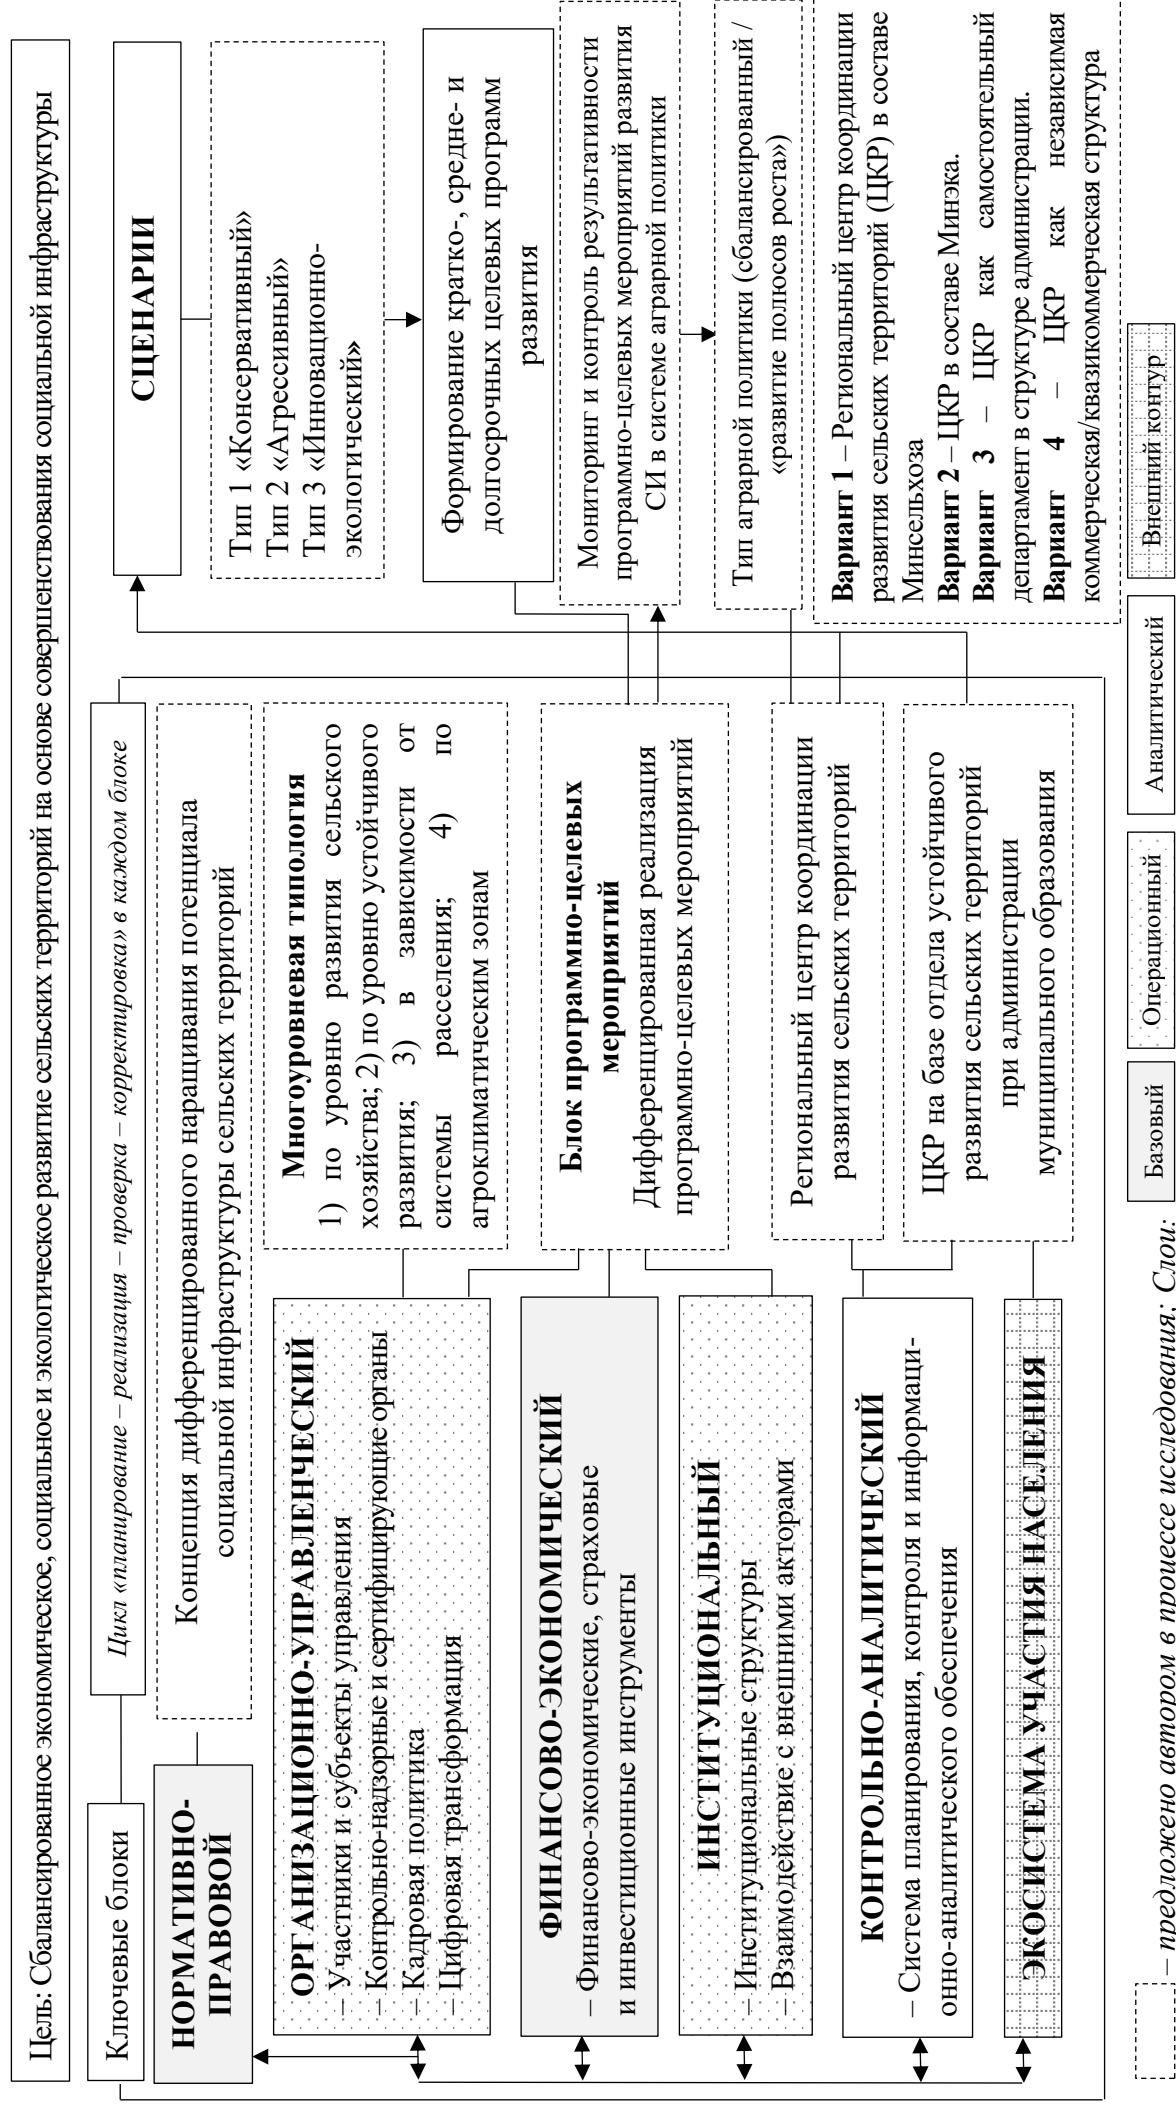 Цель: Сбалансированное экономическое, социальное и экологическое развитие сельских территорий на основе совершенствования социальной инфраструктуры
Ключевые блоки
Цикл «планирование – реализация – проверка – корректировка» в каждом блоке
НОРМАТИВНО-
ПРАВОВОЙ
Концепция дифференцированного наращивания потенциала
социальной инфраструктуры сельских территорий
ОРГАНИЗАЦИОННО-УПРАВЛЕНЧЕСКИЙ
– Участники и субъекты управления
– Контрольно-надзорные и сертифицирующие органы
– Кадровая политика
– Цифровая трансформация
Многоуровневая типология
1) по уровню развития сельского
хозяйства; 2) по уровню устойчивого
развития; 3) в зависимости от
системы расселения; 4) по
агроклиматическим зонам
ФИНАНСОВО-ЭКОНОМИЧЕСКИЙ
– Финансово-экономические, страховые
и инвестиционные инструменты
Блок программно-целевых
мероприятий
Дифференцированная реализация
программно-целевых мероприятий
ИНСТИТУЦИОНАЛЬНЫЙ
– Институциональные структуры
– Взаимодействие с внешними акторами
КОНТРОЛЬНО-АНАЛИТИЧЕСКИЙ
– Система планирования, контроля и информаци-
онно-аналитического обеспечения
Региональный центр координации
развития сельских территорий
ЭКОСИСТЕМА УЧАСТИЯ НАСЕЛЕНИЯ
ЦКР на базе отдела устойчивого
развития сельских территорий
при администрации
муниципального образования
СЦЕНАРИИ
Тип 1 «Консервативный»
Тип 2 «Агрессивный»
Тип 3 «Инновационно-
экологический»
Формирование кратко-, средне- и
долгосрочных целевых программ
развития
Мониторинг и контроль результативности
программно-целевых мероприятий развития
СИ в системе аграрной политики
Тип аграрной политики (сбалансированный /
«развитие полюсов роста»)
Вариант 1 – Региональный центр координации
развития сельских территорий (ЦКР) в составе
Минсельхоза
Вариант 2 – ЦКР в составе Минэка.
Вариант 3 – ЦКР как самостоятельный
департамент в структуре администрации.
Вариант 4 – ЦКР как независимая
коммерческая/квазикоммерческая структура
– предложено автором в процессе исследования; Слои:
Базовый
Операционный
Аналитический
Внешний контур